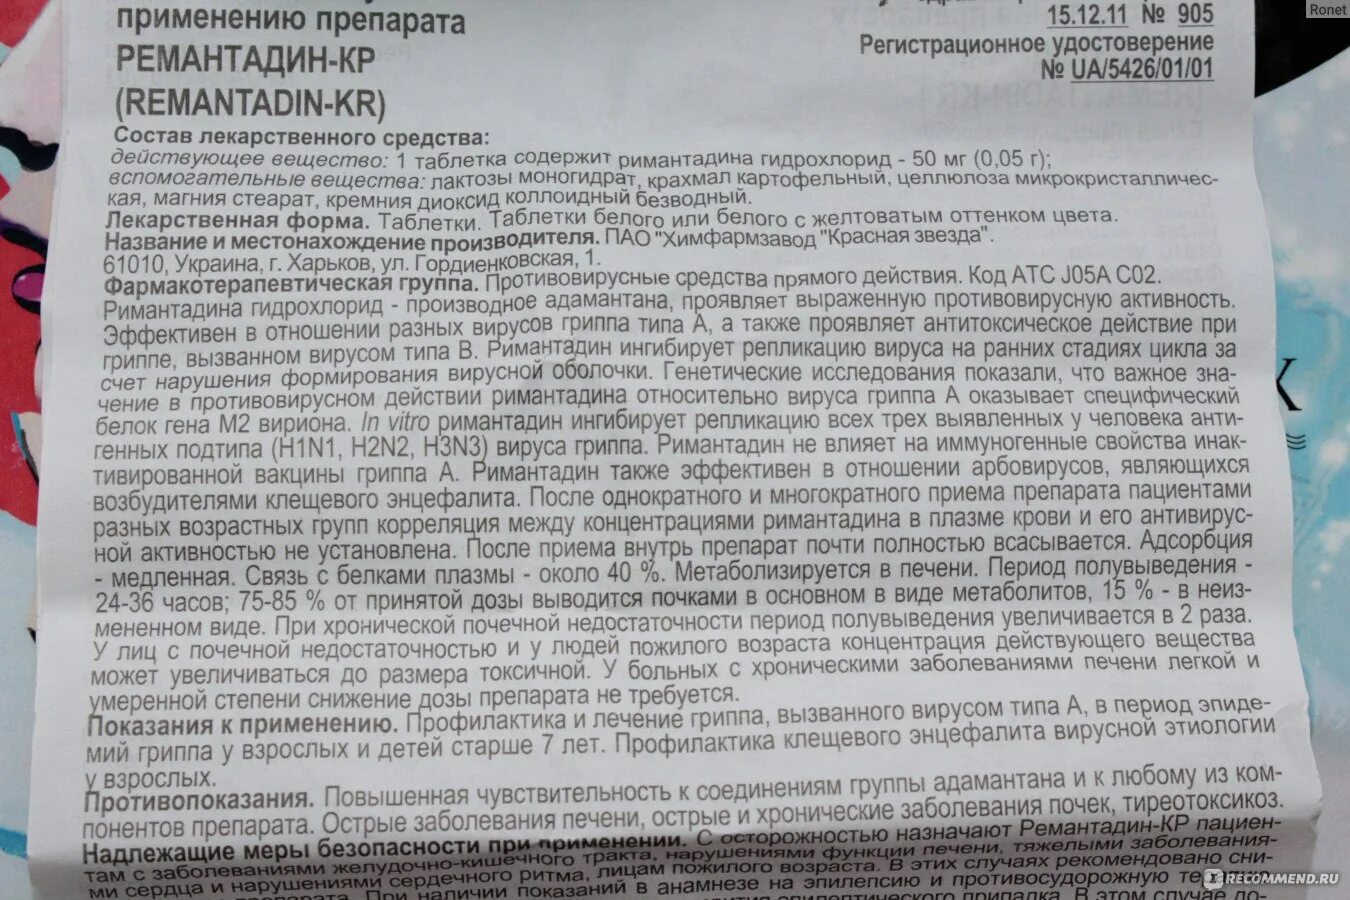 применению препарата
РЕМАНТАДИН-КР
(REMANTADIN-KR)
15.12.11 № 905
Регистрационное удостоверение
№ UA/5426/01/01
Ronet
Состав лекарственного средства:
действующее вещество: 1 таблетка содержит римантадина гидрохлорид - 50 мг (0,05 г);
вспомогательные вещества: лактозы моногидрат, крахмал картофельный, целлюлоза микрокристалличес-
кая, магния стеарат, кремния диоксид коллоидный безводный.
Лекарственная форма. Таблетки. Таблетки белого или белого с желтоватым оттенком цвета.
Название и местонахождение производителя. ПАО "Химфармзавод "Красная звезда".
61010, Украина, г. Харьков, ул. Гордиенковская, 1.
Фармакотерапевтическая группа. Противовирусные средства прямого действия. Код АТС J05A C02.
Римантадина гидрохлорид - производное адамантана, проявляет выраженную противовирусную активность.
Эффективен в отношении разных вирусов гриппа типа А, а также проявляет антитоксическое действие при
гриппе, вызванном вирусом типа В. Римантадин ингибирует репликацию вируса на ранних стадиях цикла за
счет нарушения формирования вирусной оболочки. Генетические исследования показали, что важное зна-
чение в противовирусном действии римантадина относительно вируса гриппа А оказывает специфический
белок гена М2 вириона. In vitro римантадин ингибирует репликацию всех трех выявленных у человека анти-
генных подтипа (H1N1, H2N2, H3N3) вируса гриппа. Римантадин не влияет на иммуногенные свойства инак-
тивированной вакцины гриппа А. Римантадин также эффективен в отношении арбовирусов, являющихся
возбудителями клещевого энцефалита. После однократного и многократного приема препарата пациентами
разных возрастных групп корреляция между концентрациями римантадина в плазме крови и его антивирус-
ной активностью не установлена. После приема внутрь препарат почти полностью всасывается. Адсорбция
- медленная. Связь с белками плазмы - около 40 %. Метаболизируется в печени. Период полувыведения -
24-36 часов; 75-85 % от принятой дозы выводится почками в основном в виде метаболитов, 15 % - в неиз-
мененном виде. При хронической почечной недостаточности период полувыведения увеличивается в 2 раза.
У лиц с почечной недостаточностью и у людей пожилого возраста концентрация действующего вещества
может увеличиваться до размера токсичной. У больных с хроническими заболеваниями печени легкой и
умеренной степени снижение дозы препарата не требуется.
Показания к применению. Профилактика и лечение гриппа, вызванного вирусом типа А, в период эпиде-
мий гриппа у взрослых и детей старше 7 лет. Профилактика клещевого энцефалита вирусной этиологии
у взрослых.
Противопоказания. Повышенная чувствительность к соединениям группы адамантана и к любому из ком-
понентов препарата. Острые заболевания печени, острые и хронические заболевания почек, тиреотоксикоз.
Надлежащие меры безопасности при применении. С осторожностью назначают Ремантадин-КР пациен-
там с заболеваниями желудочно-кишечного тракта, нарушениями функции печени, тяжелыми заболевания-
ми сердца и нарушениями сердечного ритма, лицам пожилого возраста. В этих случаях рекомендовано сни-
препарата. При наличии показаний в анамнезе на эпилепсию и противосудорожную
эпилептического припадка. В этом случае до-
RECOMMEND.RU